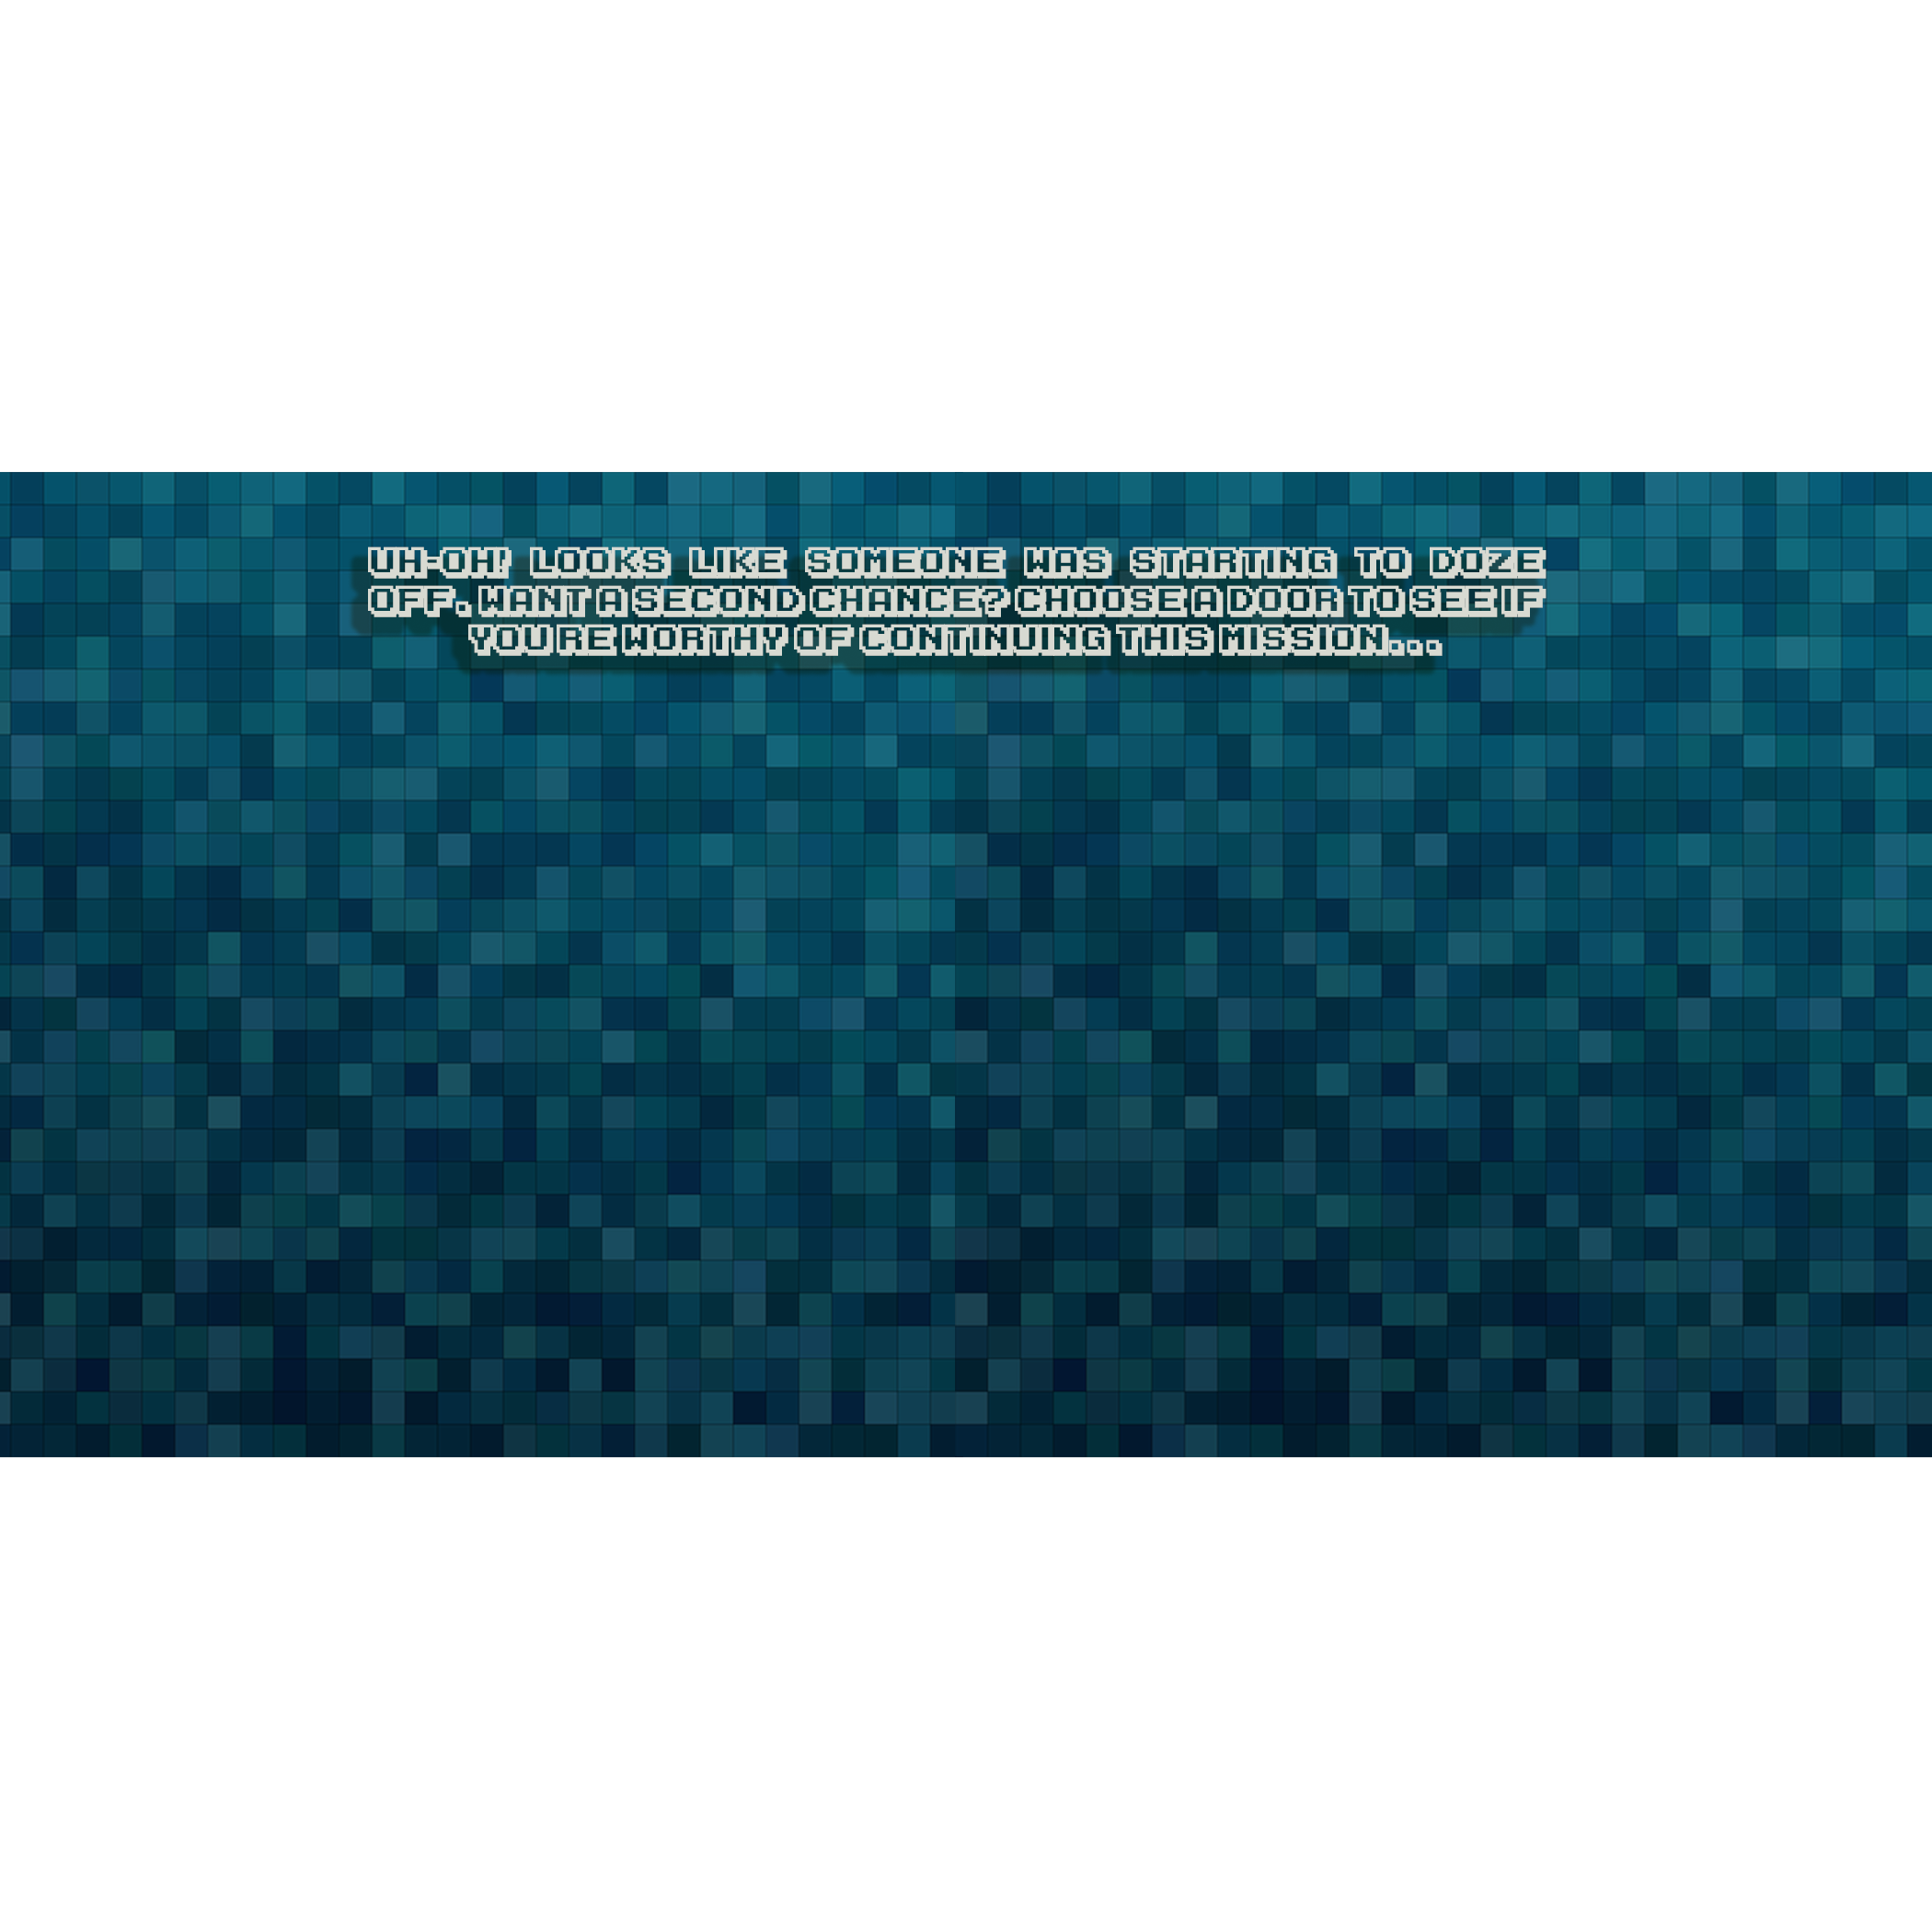 UH-OH! LOOKS LIKE SOMEONE WAS STARTING TO DOZE
OFF. WANT A SECOND CHANCE? CHOOSE A DOOR TO SEE IF
YOU'RE WORTHY OF CONTINUING THIS MISSION...